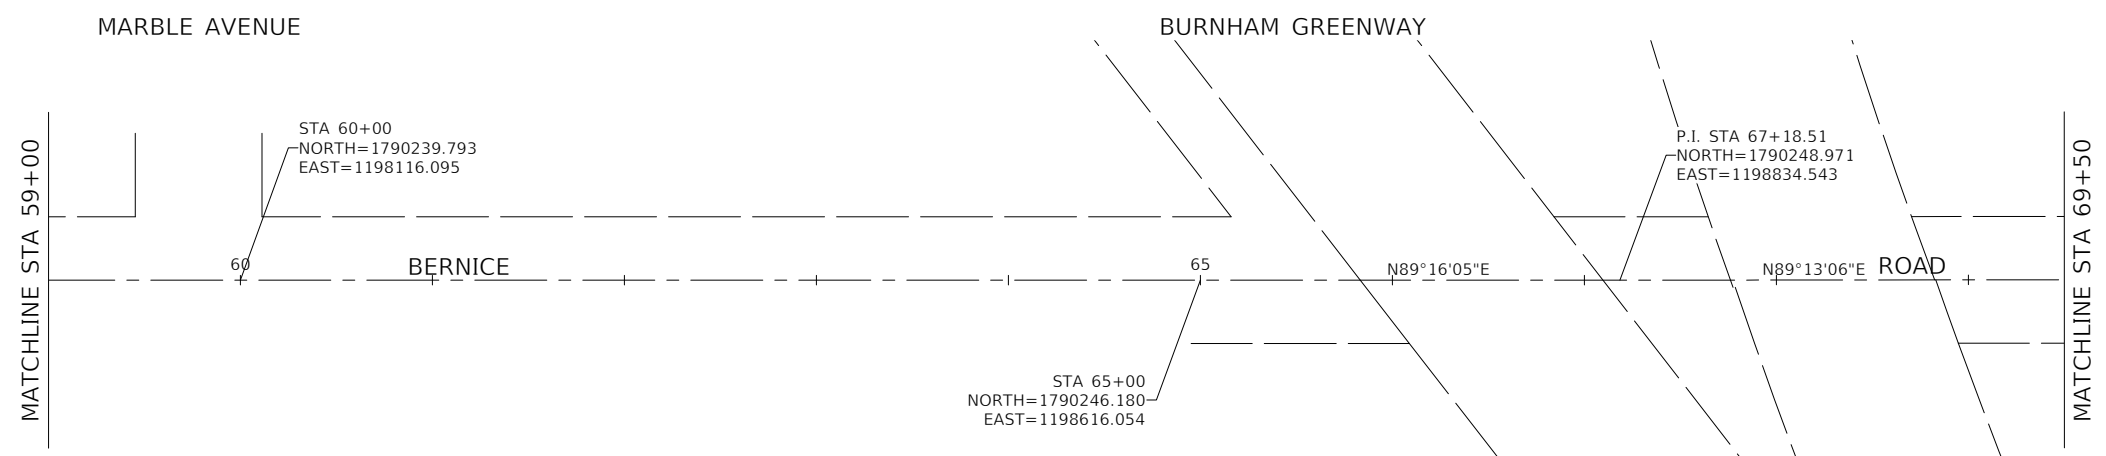 MARBLE AVENUE
BURNHAM GREENWAY
MATCHLINE STA 59+00
STA 60+00
NORTH=1790239.793
EAST=1198116.095
P.I. STA 67+18.51
NORTH=1790248.971
EAST=1198834.543
60
BERNICE
65
N89°16'05"E
N89°13'06"E
ROAD
STA 65+00
NORTH=1790246.180
EAST=1198616.054
MATCHLINE STA 69+50